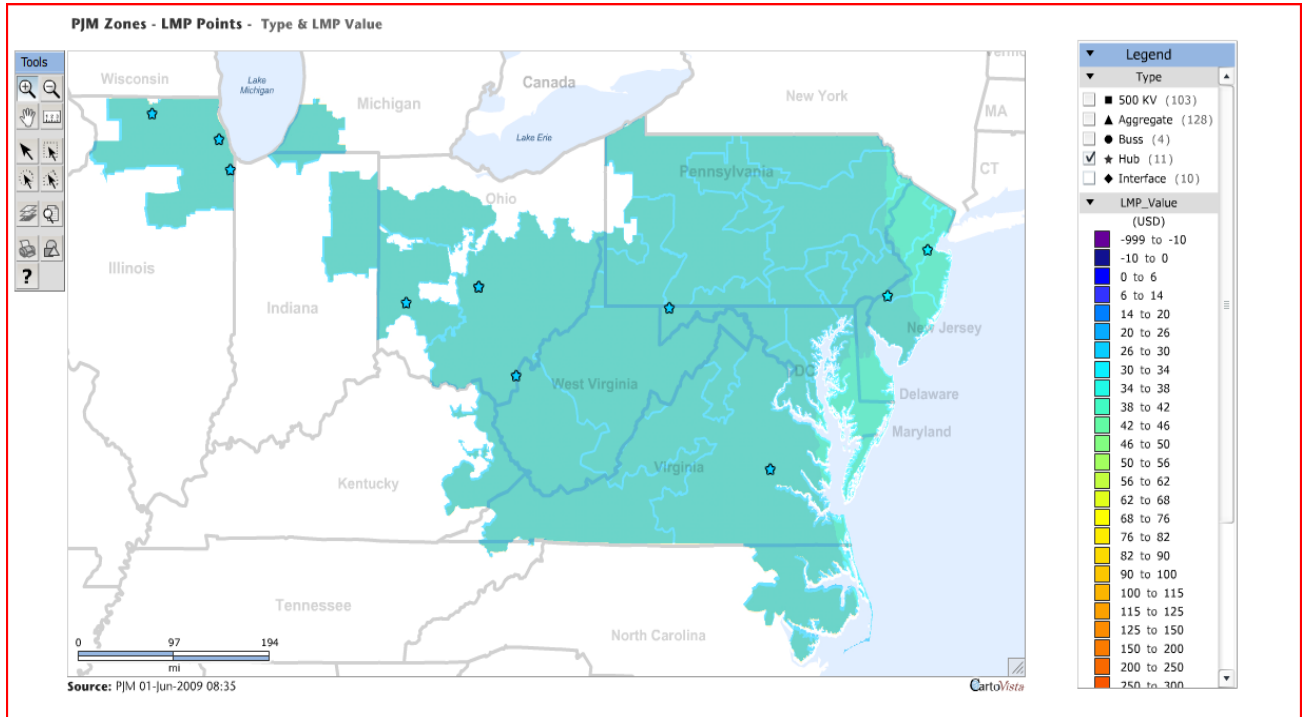 PJM Zones - LMP Points - Type & LMP Value
Tools
?
Wisconsin
Lake
Michigan
Michigan
Canada
Lake Erie
New York
MA
CT
Pennsylvania
Ohio
Illinois
Indiana
New Jersey
West Virginia
DC
Delaware
Maryland
Virginia
Kentucky
Tennessee
North Carolina
0 97 194
mi
Source: PJM 01-Jun-2009 08:35
CartoVista
Legend
Type
500 KV (103)
Aggregate (128)
Buss (4)
Hub (11)
Interface (10)
LMP_Value
(USD)
-999 to -10
-10 to 0
0 to 6
6 to 14
14 to 20
20 to 26
26 to 30
30 to 34
34 to 38
38 to 42
42 to 46
46 to 50
50 to 56
56 to 62
62 to 68
68 to 76
76 to 82
82 to 90
90 to 100
100 to 115
115 to 125
125 to 150
150 to 200
200 to 250
250 to 300